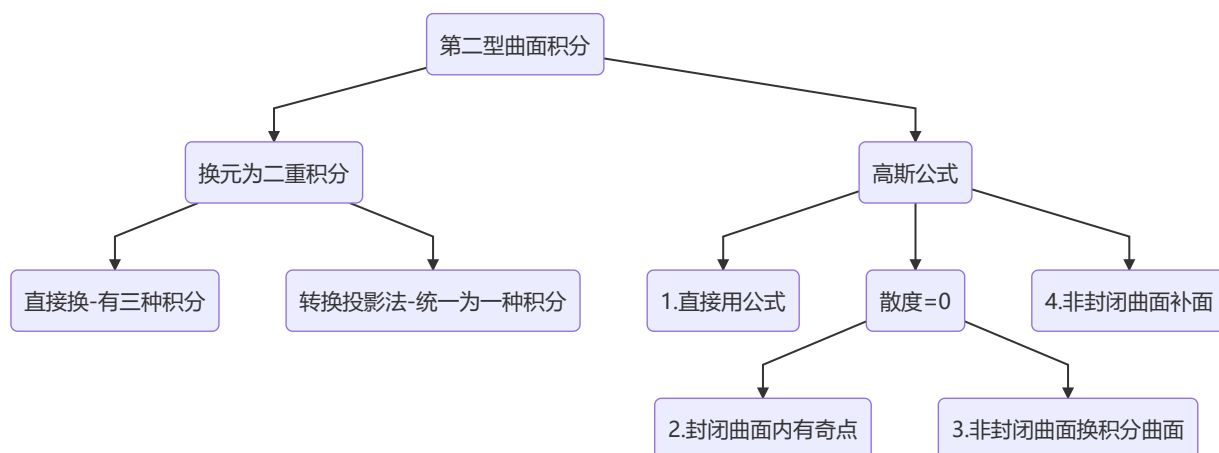 第二型曲面积分
换元为二重积分
高斯公式
直接换-有三种积分
转换投影法-统一为一种积分
1.直接用公式
散度=0
4.非封闭曲面补面
2.封闭曲面内有奇点
3.非封闭曲面换积分曲面